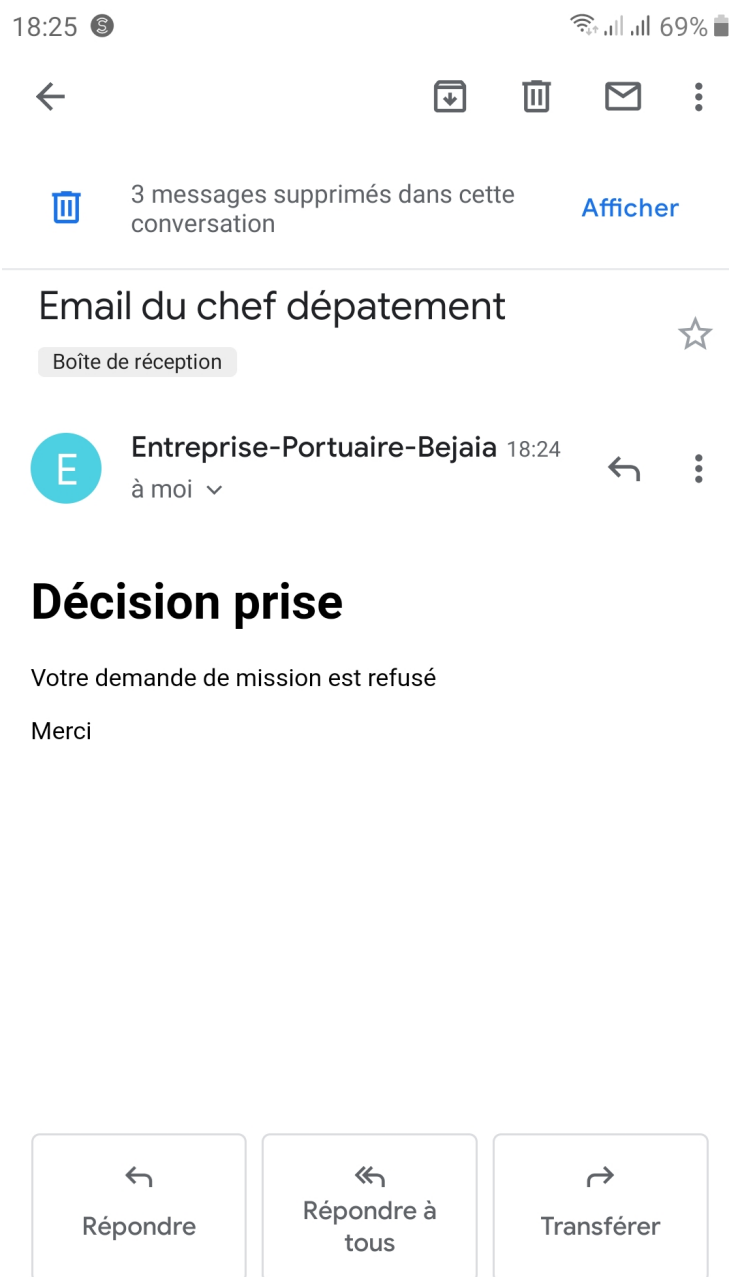 18:25 S 69%
3 messages supprimés dans cette
conversation
Afficher
Email du chef dépatement
Boîte de réception
E
Entreprise-Portuaire-Bejaia 18:24
à moi
Décision prise
Votre demande de mission est refusé
Merci
Répondre
Répondre à
tous
Transférer